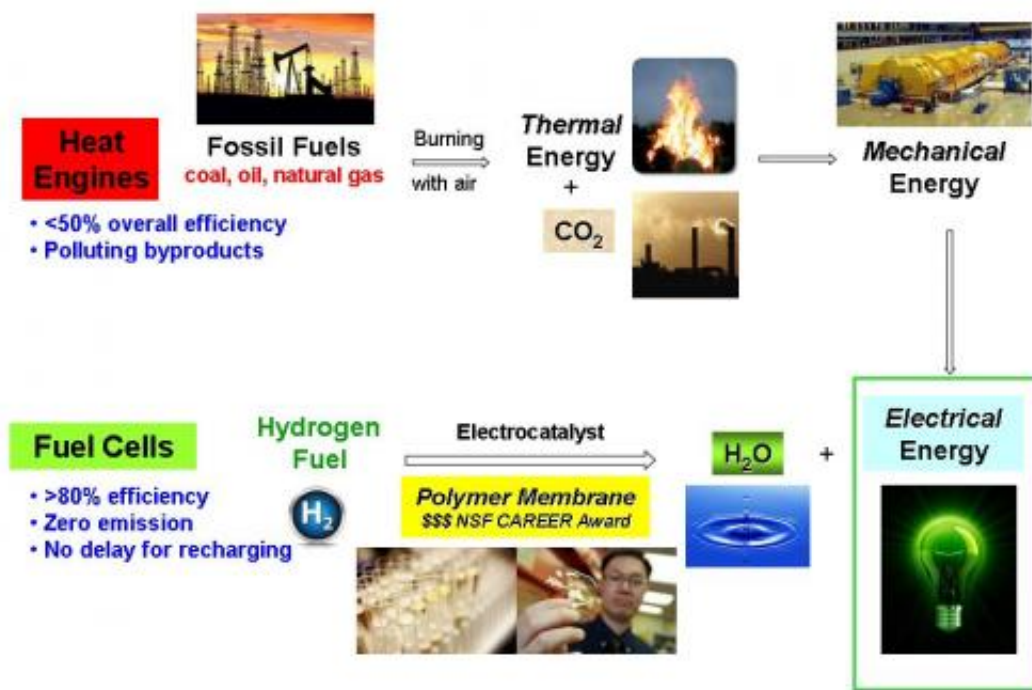 Heat
Engines
Fossil Fuels
coal, oil, natural gas
• <50% overall efficiency
• Polluting byproducts
Burning
with air
Thermal
Energy
+
CO₂
Mechanical
Energy
Fuel Cells
• >80% efficiency
• Zero emission
• No delay for recharging
Hydrogen
Fuel
H₂
Electrocatalyst
Polymer Membrane
$$$ NSF CAREER Award
H₂O
+
Electrical
Energy